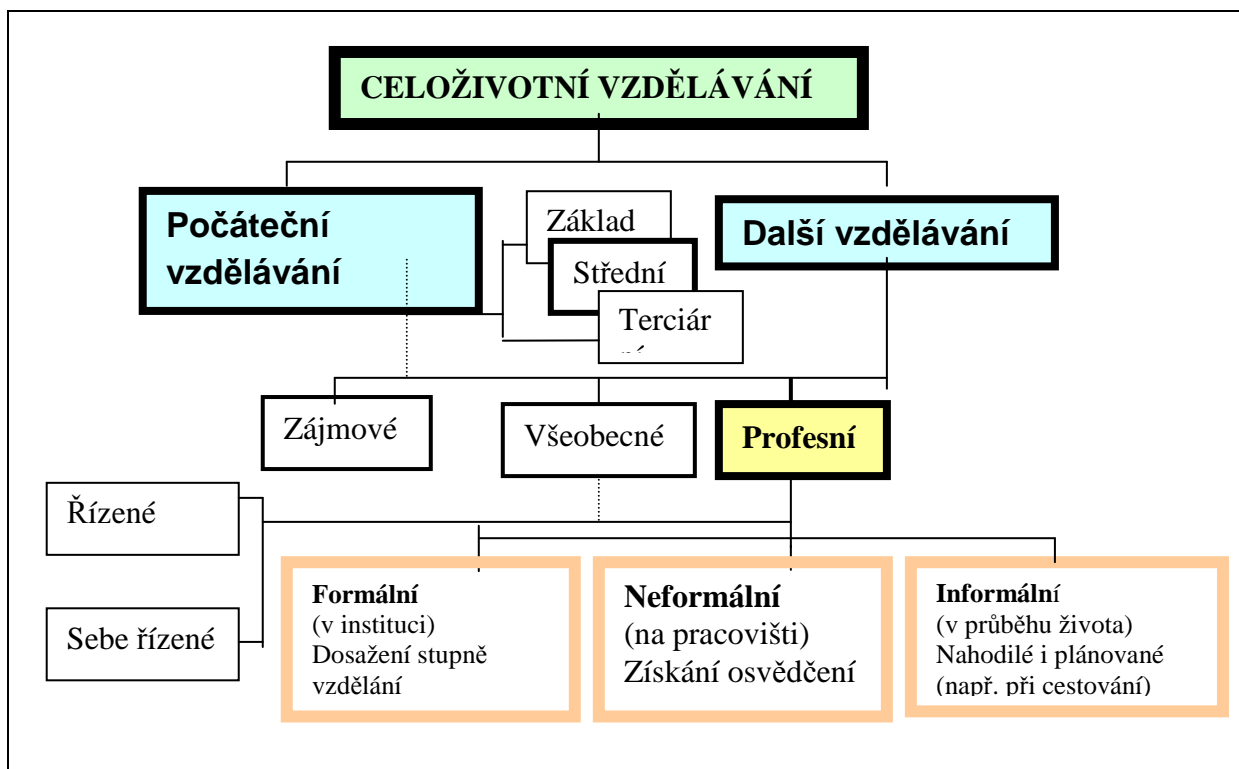 CELOŽIVOTNÍ VZDĚLÁVÁNÍ
Počáteční
vzdělávání
Základ
Střední
Terciár
Další vzdělávání
Zájmové
Všeobecné
Profesní
Řízené
Sebe řízené
Formální
(v instituci)
Dosažení stupně
vzdělání
Neformální
(na pracovišti)
Získání osvědčení
Informální
(v průběhu života)
Nahodilé i plánované
(např. při cestování)